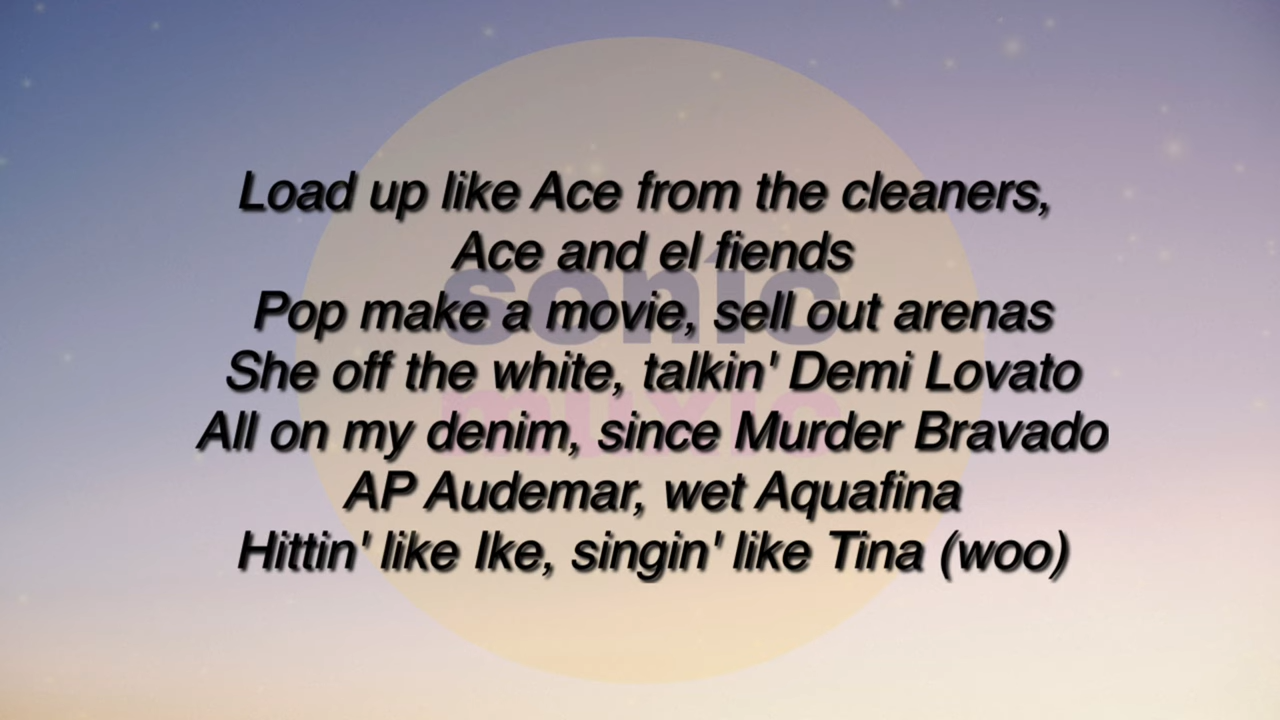 Load up like Ace from the cleaners,
Ace and el fiends
sonic
Pop make a movie, sell out arenas
She off the white, talkin' Demi Lovato
music
All on my denim, since Murder Bravado
AP Audemar, wet Aquafina
Hittin' like Ike, singin' like Tina (woo)